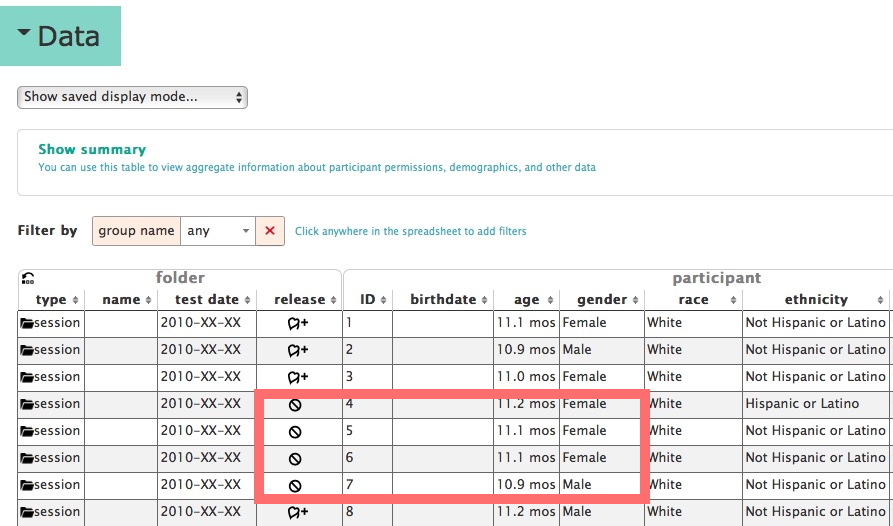 Data
Show saved display mode...
Show summary
You can use this table to view aggregate information about participant permissions, demographics, and other data
Filter by group name any Click anywhere in the spreadsheet to add filters
folder participant
type name test date release ID birthdate age gender race ethnicity
session 2010-XX-XX 1 11.1 mos Female White Not Hispanic or Latino
session 2010-XX-XX 2 10.9 mos Male White Not Hispanic or Latino
session 2010-XX-XX 3 11.0 mos Female White Not Hispanic or Latino
session 2010-XX-XX 4 11.2 mos Female White Hispanic or Latino
session 2010-XX-XX 5 11.1 mos Female White Not Hispanic or Latino
session 2010-XX-XX 6 11.1 mos Female White Not Hispanic or Latino
session 2010-XX-XX 7 10.9 mos Male White Not Hispanic or Latino
session 2010-XX-XX 8 11.2 mos Male White Not Hispanic or Latino